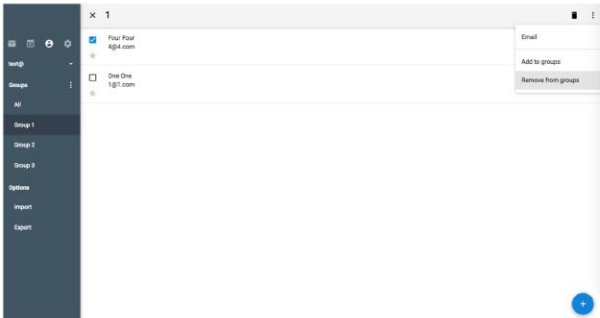 1
Email
Four Four
4@4.com
Add to groups
Remove from groups
One One
1@1.com
test@
Groups
All
Group 1
Group 2
Group 3
Options
Import
Export